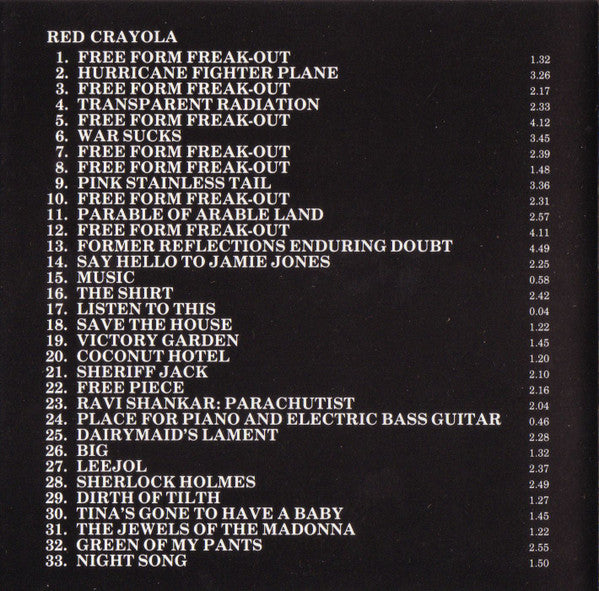 RED CRAYOLA
1. FREE FORM FREAK-OUT 1.32
2. HURRICANE FIGHTER PLANE 3.26
3. FREE FORM FREAK-OUT 2.17
4. TRANSPARENT RADIATION 2.33
5. FREE FORM FREAK-OUT 4.12
6. WAR SUCKS 3.45
7. FREE FORM FREAK-OUT 2.39
8. FREE FORM FREAK-OUT 1.48
9. PINK STAINLESS TAIL 3.36
10. FREE FORM FREAK-OUT 2.31
11. PARABLE OF ARABLE LAND 2.57
12. FREE FORM FREAK-OUT 4.11
13. FORMER REFLECTIONS ENDURING DOUBT 4.49
14. SAY HELLO TO JAMIE JONES 2.25
15. MUSIC 0.58
16. THE SHIRT 2.42
17. LISTEN TO THIS 0.04
18. SAVE THE HOUSE 1.22
19. VICTORY GARDEN 1.45
20. COCONUT HOTEL 1.20
21. SHERIFF JACK 2.10
22. FREE PIECE 2.16
23. RAVI SHANKAR: PARACHUTIST 2.04
24. PLACE FOR PIANO AND ELECTRIC BASS GUITAR 0.46
25. DAIRYMAID'S LAMENT 2.28
26. BIG 1.32
27. LEEJOL 2.37
28. SHERLOCK HOLMES 2.49
29. DIRTH OF TILTH 1.27
30. TINA'S GONE TO HAVE A BABY 1.45
31. THE JEWELS OF THE MADONNA 1.22
32. GREEN OF MY PANTS 2.55
33. NIGHT SONG 1.50